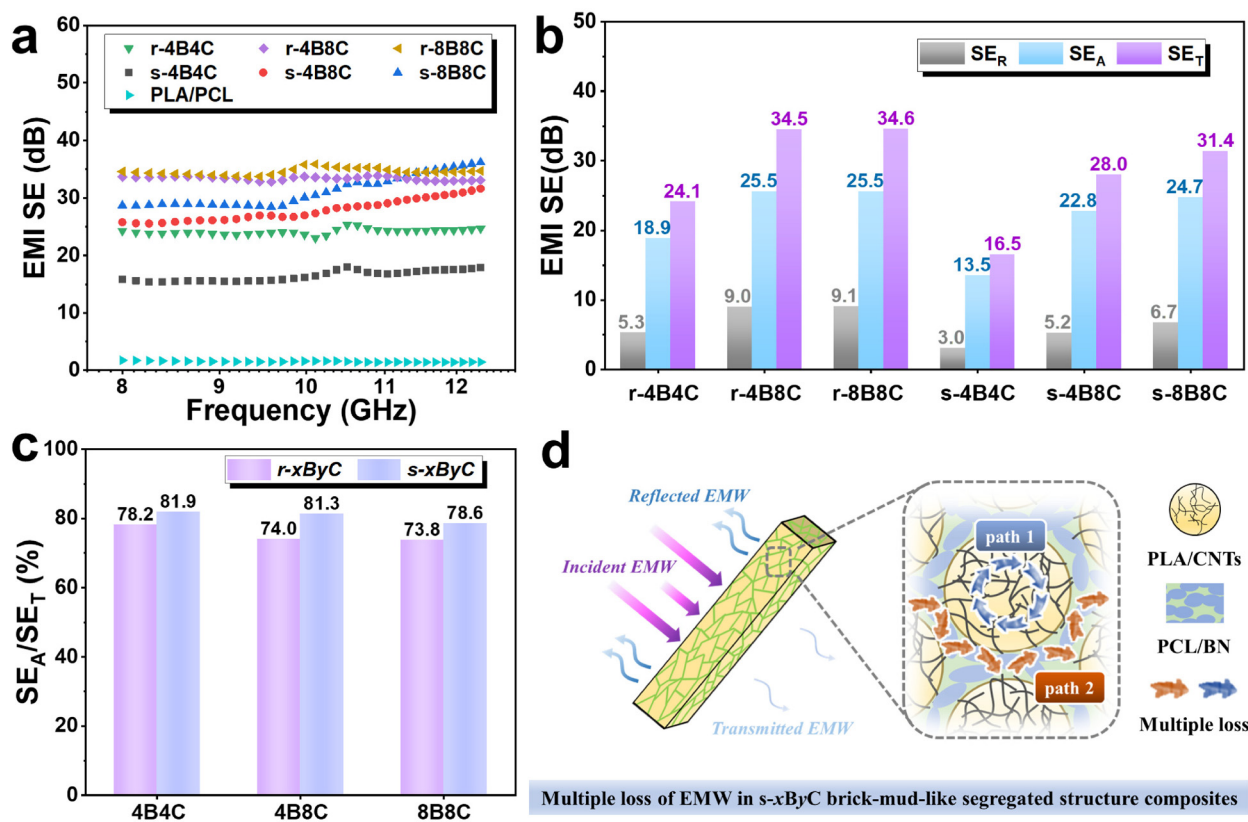 a
EMI SE (dB)
60
50
40
30
20
10
0
r-4B4C r-4B8C r-8B8C
s-4B4C s-4B8C s-8B8C
PLA/PCL
8 9 10 11 12
Frequency (GHz)
b
EMI SE(dB)
50
40
30
20
10
0
SE_R SE_A SE_T
5.3 18.9 24.1
9.0 25.5 34.5
9.1 25.5 34.6
3.0 13.5 16.5
5.2 22.8 28.0
6.7 24.7 31.4
r-4B4C r-4B8C r-8B8C s-4B4C s-4B8C s-8B8C
c
SE_A/SE_T (%)
100
80
60
40
20
0
r-xByC s-xByC
78.2 81.9
74.0 81.3
73.8 78.6
4B4C 4B8C 8B8C
d
Reflected EMW
Incident EMW
Transmitted EMW
path 1
path 2
PLA/CNTs
PCL/BN
Multiple loss
Multiple loss of EMW in s-xByC brick-mud-like segregated structure composites